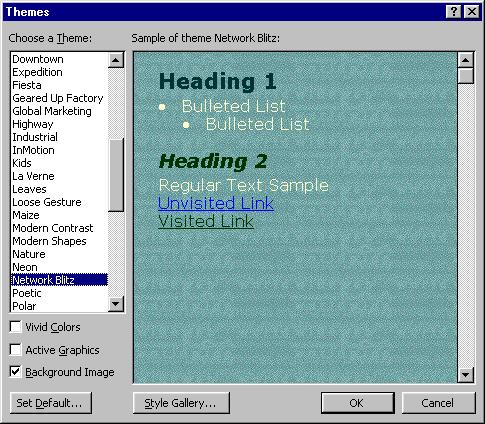 Themes
Choose a Theme:
Downtown
Expedition
Fiesta
Geared Up Factory
Global Marketing
Highway
Industrial
InMotion
Kids
La Verne
Leaves
Loose Gesture
Maize
Modern Contrast
Modern Shapes
Nature
Neon
Network Blitz
Poetic
Polar
Vivid Colors
Active Graphics
Background Image
Set Default...
Sample of theme Network Blitz:
Heading 1
Bulleted List
Bulleted List
Heading 2
Regular Text Sample
Unvisited Link
Visited Link
Style Gallery...
OK
Cancel